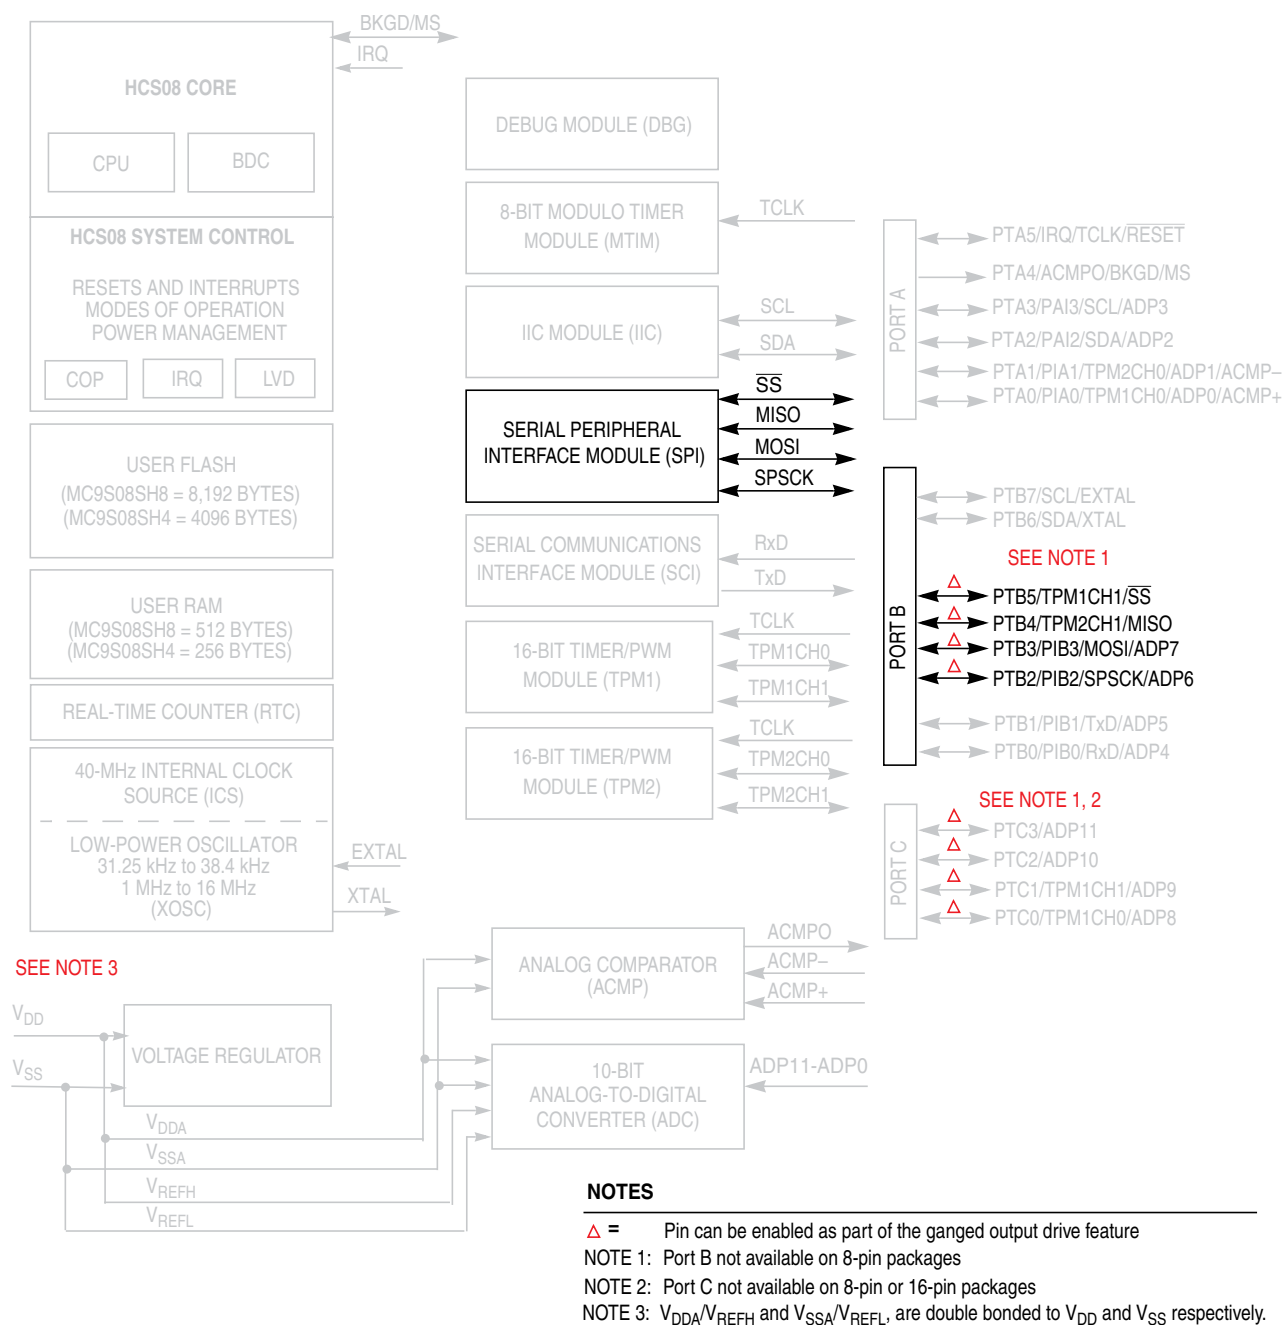 BKGD/MS
IRQ
HCS08 CORE
CPU
BDC
HCS08 SYSTEM CONTROL
RESETS AND INTERRUPTS
MODES OF OPERATION
POWER MANAGEMENT
COP
IRQ
LVD
USER FLASH
(MC9S08SH8 = 8,192 BYTES)
(MC9S08SH4 = 4096 BYTES)
USER RAM
(MC9S08SH8 = 512 BYTES)
(MC9S08SH4 = 256 BYTES)
REAL-TIME COUNTER (RTC)
40-MHz INTERNAL CLOCK
SOURCE (ICS)
LOW-POWER OSCILLATOR
31.25 kHz to 38.4 kHz
1 MHz to 16 MHz
(XOSC)
EXTAL
XTAL
SEE NOTE 3
VDD
VSS
VOLTAGE REGULATOR
VDDA
VSSA
VREFH
VREFL
DEBUG MODULE (DBG)
8-BIT MODULO TIMER
MODULE (MTIM)
TCLK
IIC MODULE (IIC)
SCL
SDA
SERIAL PERIPHERAL
INTERFACE MODULE (SPI)
SS
MISO
MOSI
SPSCK
SERIAL COMMUNICATIONS
INTERFACE MODULE (SCI)
RxD
TxD
16-BIT TIMER/PWM
MODULE (TPM1)
TCLK
TPM1CH0
TPM1CH1
16-BIT TIMER/PWM
MODULE (TPM2)
TCLK
TPM2CH0
TPM2CH1
ANALOG COMPARATOR
(ACMP)
ACMPO
ACMP–
ACMP+
10-BIT
ANALOG-TO-DIGITAL
CONVERTER (ADC)
ADP11-ADP0
PORT A
PTA5/IRQ/TCLK/RESET
PTA4/ACMPO/BKGD/MS
PTA3/PAI3/SCL/ADP3
PTA2/PAI2/SDA/ADP2
PTA1/PIA1/TPM2CH0/ADP1/ACMP–
PTA0/PIA0/TPM1CH0/ADP0/ACMP+
PORT B
PTB7/SCL/EXTAL
PTB6/SDA/XTAL
SEE NOTE 1
PTB5/TPM1CH1/SS
PTB4/TPM2CH1/MISO
PTB3/PIB3/MOSI/ADP7
PTB2/PIB2/SPSCK/ADP6
PTB1/PIB1/TxD/ADP5
PTB0/PIB0/RxD/ADP4
SEE NOTE 1, 2
PORT C
PTC3/ADP11
PTC2/ADP10
PTC1/TPM1CH1/ADP9
PTC0/TPM1CH0/ADP8
NOTES
Δ = Pin can be enabled as part of the ganged output drive feature
NOTE 1: Port B not available on 8-pin packages
NOTE 2: Port C not available on 8-pin or 16-pin packages
NOTE 3: VDDA/VREFH and VSSA/VREFL, are double bonded to VDD and VSS respectively.